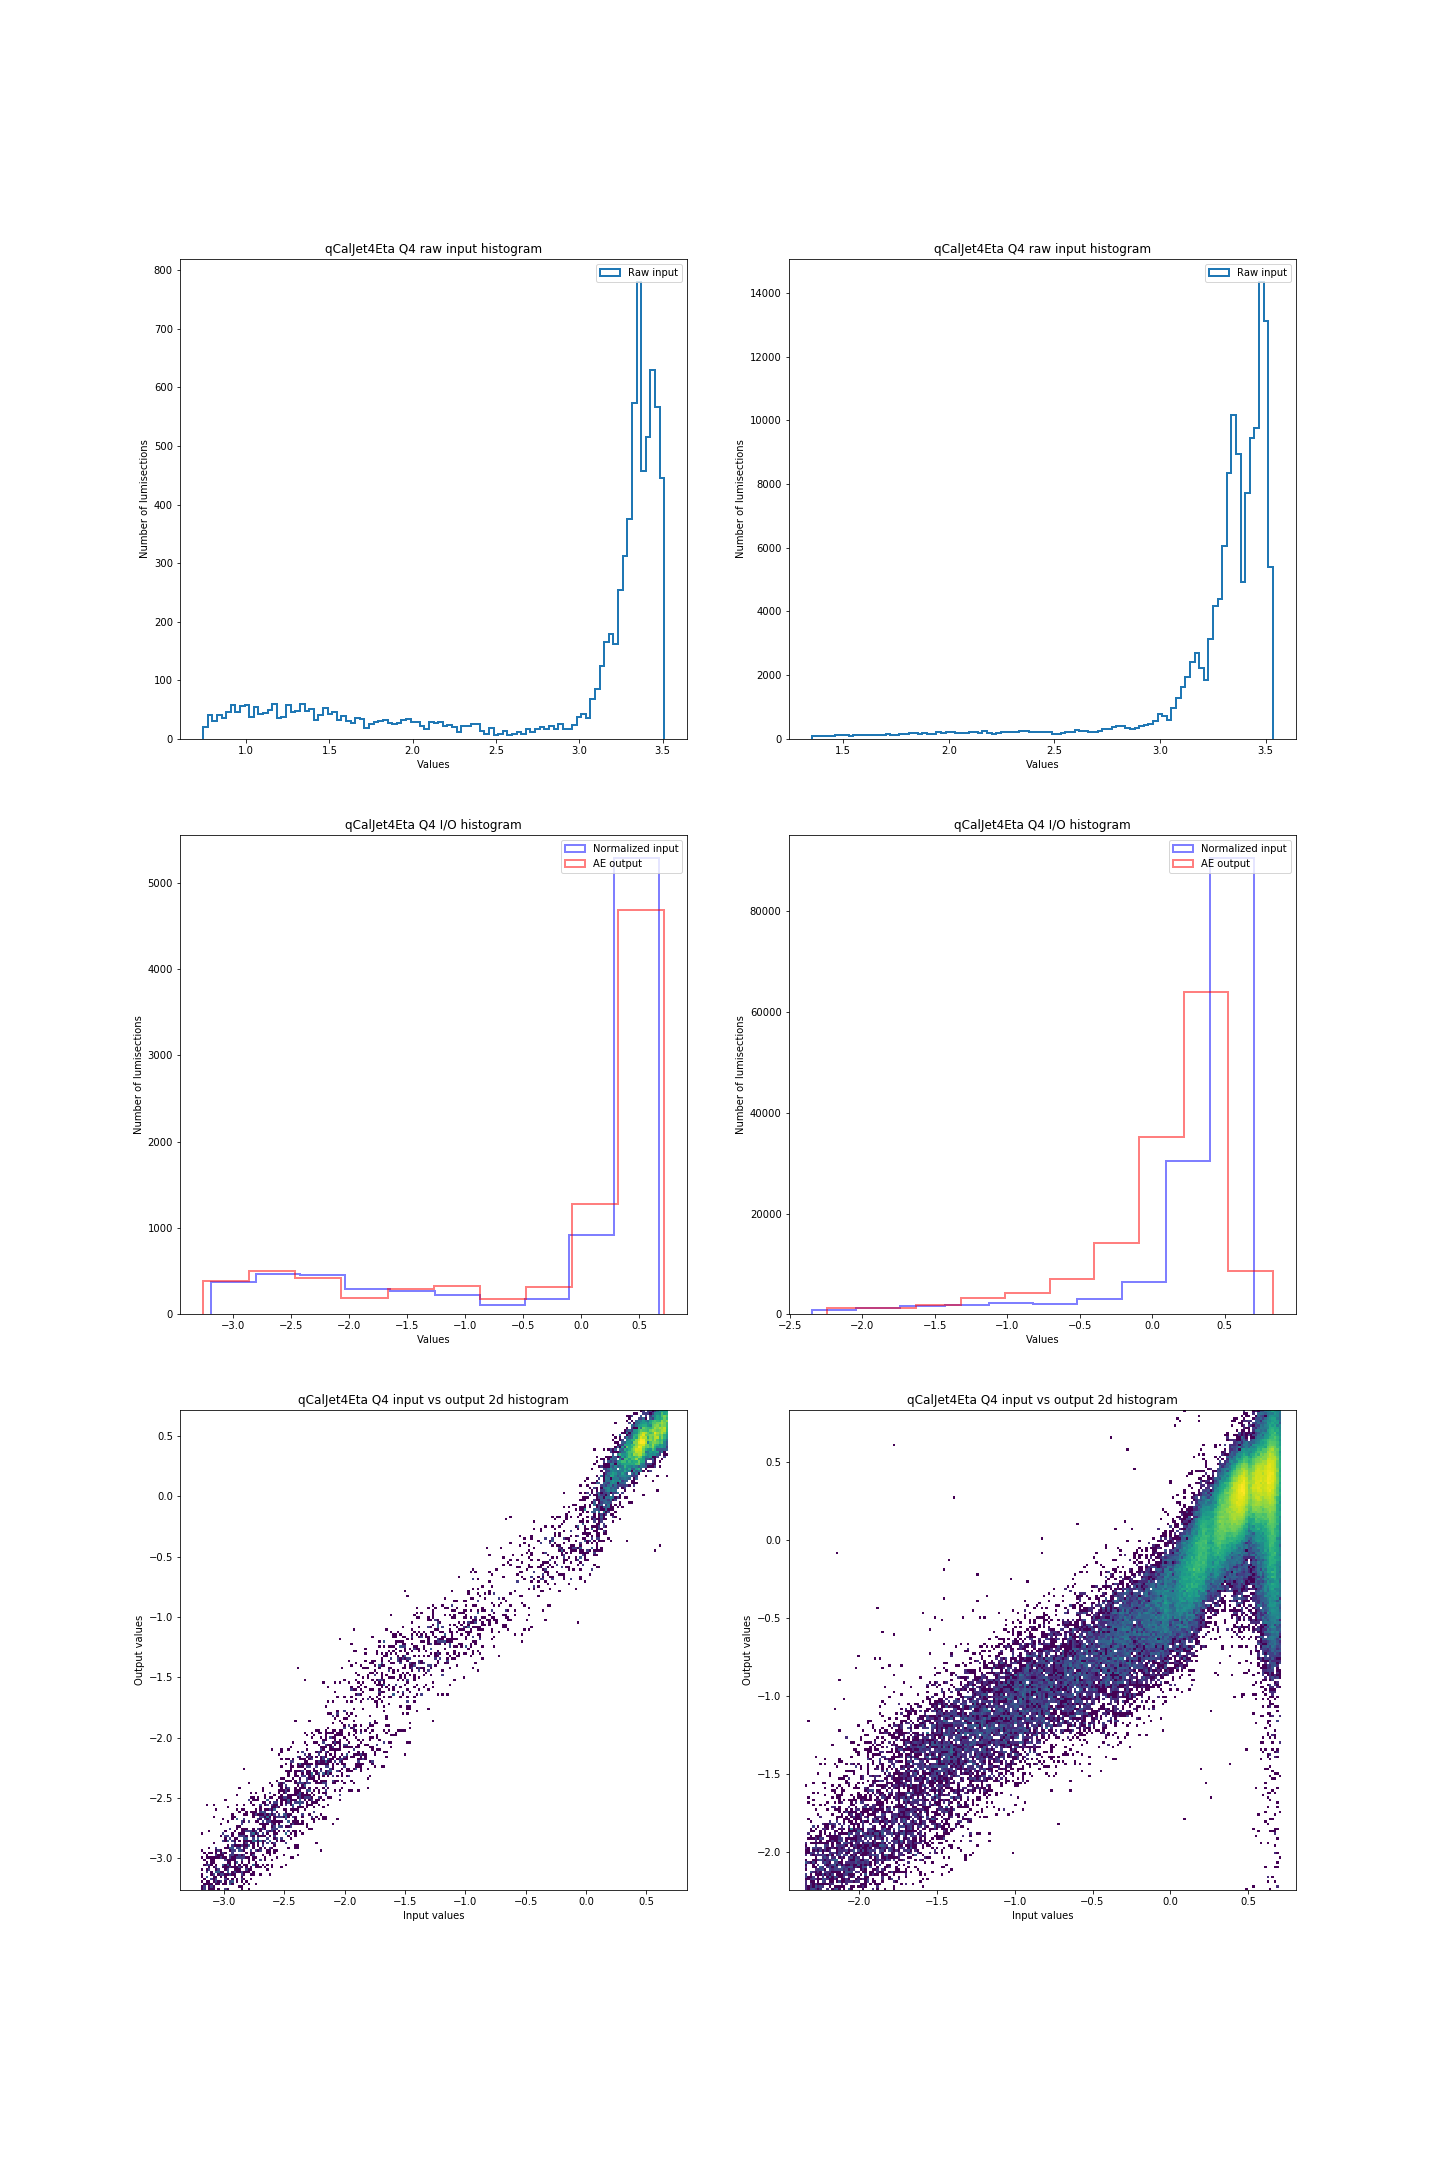 qCalJet4Eta Q4 raw input histogram
Raw input
800
700
600
500
400
300
200
100
0
Number of lumisections
1.0 1.5 2.0 2.5 3.0 3.5
Values
qCalJet4Eta Q4 raw input histogram
Raw input
14000
12000
10000
8000
6000
4000
2000
0
Number of lumisections
1.5 2.0 2.5 3.0 3.5
Values
qCalJet4Eta Q4 I/O histogram
Normalized input
AE output
5000
4000
3000
2000
1000
0
Number of lumisections
−3.0 −2.5 −2.0 −1.5 −1.0 −0.5 0.0 0.5
Values
qCalJet4Eta Q4 I/O histogram
Normalized input
AE output
80000
60000
40000
20000
0
Number of lumisections
−2.5 −2.0 −1.5 −1.0 −0.5 0.0 0.5
Values
qCalJet4Eta Q4 input vs output 2d histogram
0.5
0.0
−0.5
−1.0
−1.5
−2.0
−2.5
−3.0
Output values
−3.0 −2.5 −2.0 −1.5 −1.0 −0.5 0.0 0.5
Input values
qCalJet4Eta Q4 input vs output 2d histogram
0.5
0.0
−0.5
−1.0
−1.5
−2.0
Output values
−2.0 −1.5 −1.0 −0.5 0.0 0.5
Input values